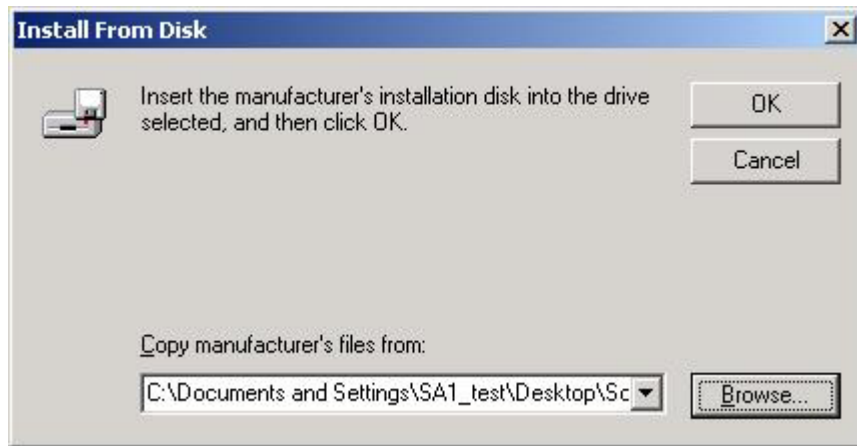 Install From Disk
Insert the manufacturer's installation disk into the drive
selected, and then click OK.
OK
Cancel
Copy manufacturer's files from:
C:\Documents and Settings\SA1_test\Desktop\Sc
Browse...